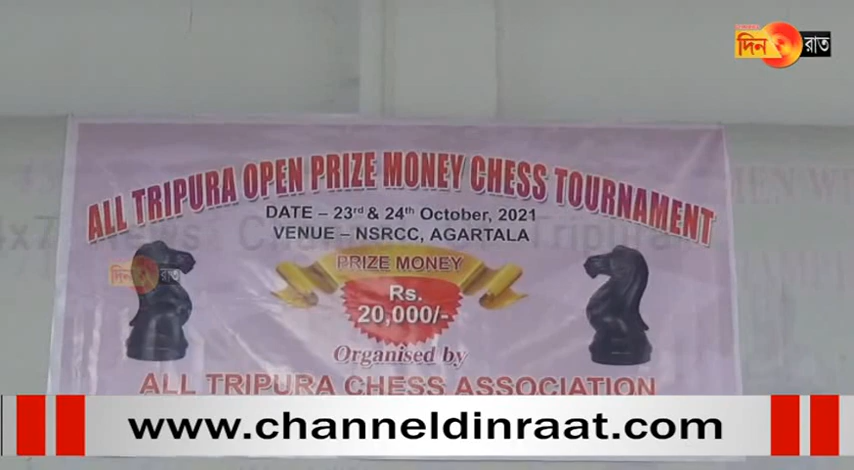 দিন রাত
ALL TRIPURA OPEN PRIZE MONEY CHESS TOURNAMENT
DATE – 23rd & 24th October, 2021
VENUE – NSRCC, AGARTALA
PRIZE MONEY
Rs.
20,000/-
Organised by
ALL TRIPURA CHESS ASSOCIATION
দিন রাত
www.channeldinraat.com